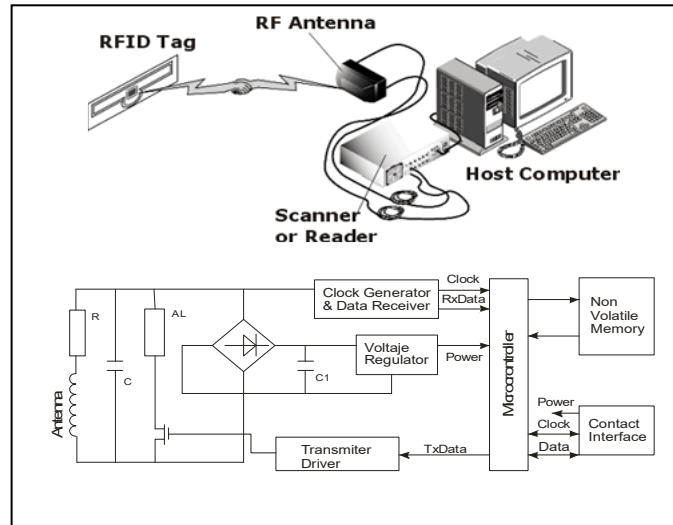 RF Antenna
RFID Tag
Host Computer
Scanner
or Reader
Clock
Clock Generator
& Data Receiver
RxData
Non
Volatile
Memory
R
AL
C
C1
Voltaje
Regulator
Power
Microcrontroller
Antenna
Power
Clock
Data
Contact
Interface
Transmiter
Driver
TxData